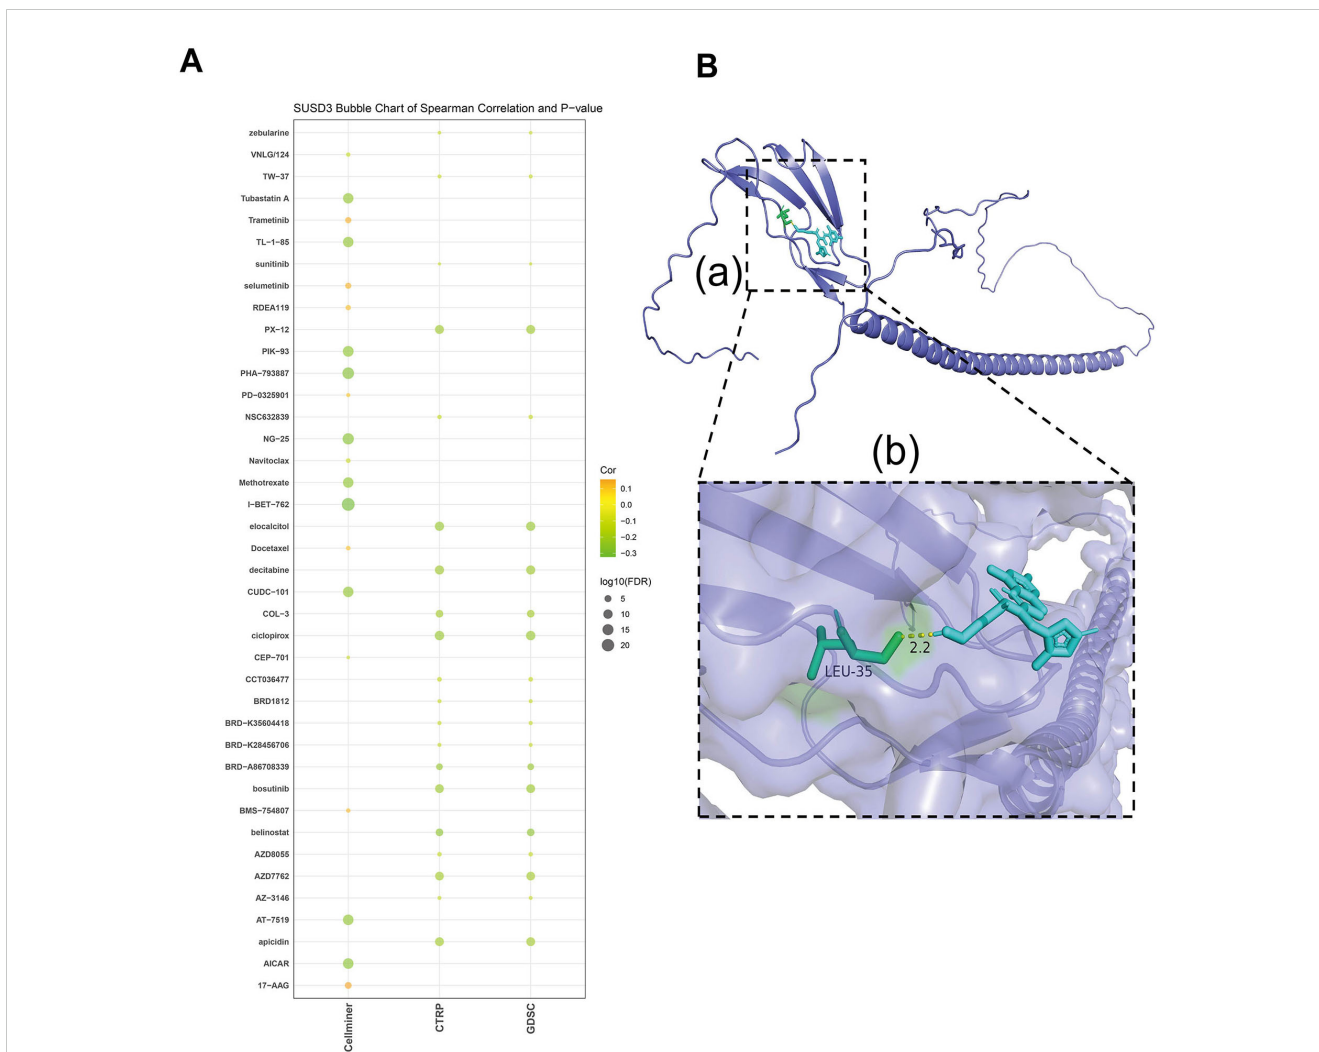 A
B
SUSD3 Bubble Chart of Spearman Correlation and P−value
zebularine
VNLG/124
TW−37
Tubastatin A
Trametinib
TL−1−85
sunitinib
selumetinib
RDEA119
PX−12
PIK−93
PHA−793887
PD−0325901
NSC632839
NG−25
Navitoclax
Methotrexate
I−BET−762
elocalcitol
Docetaxel
decitabine
CUDC−101
COL−3
ciclopirox
CEP−701
CCT036477
BRD1812
BRD−K35604418
BRD−K28456706
BRD−A86708339
bosutinib
BMS−754807
belinostat
AZD8055
AZD7762
AZ−3146
AT−7519
apicidin
AICAR
17−AAG
Cellminer
CTRP
GDSC
Cor
0.1
0.0
−0.1
−0.2
−0.3
log10(FDR)
5
10
15
20
(a)
(b)
2.2
LEU-35